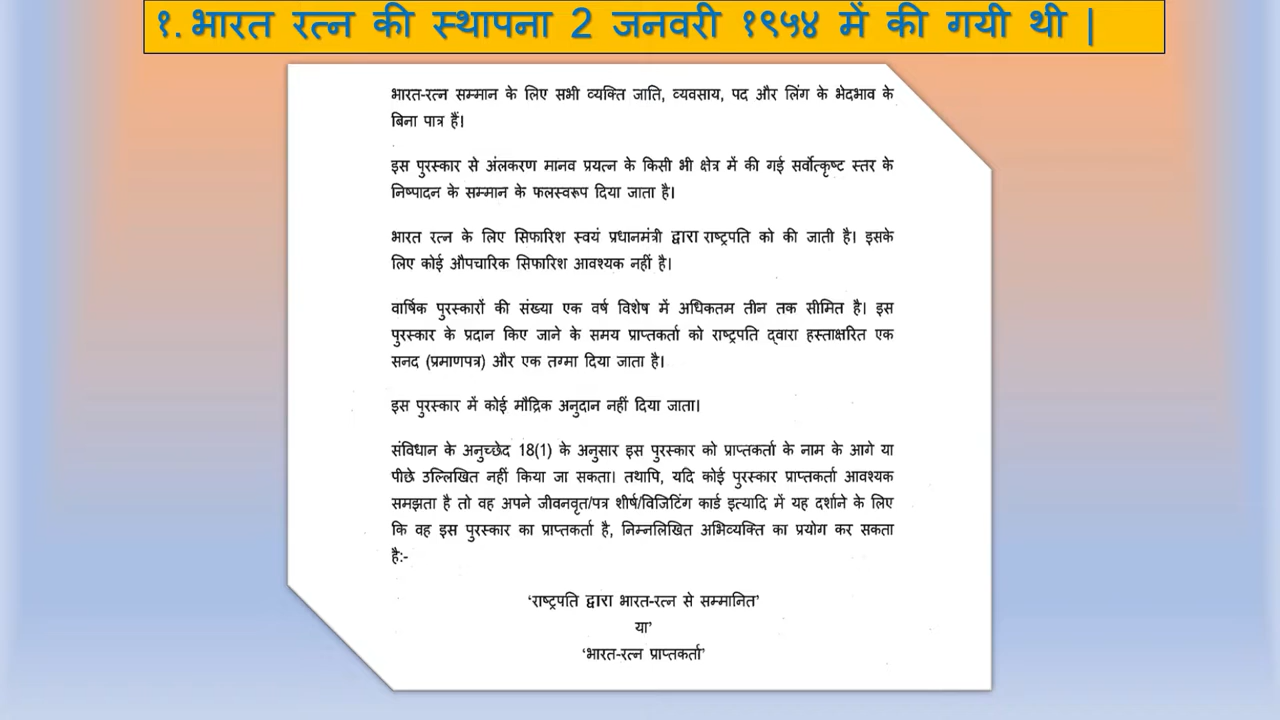 १. भारत रत्न की स्थापना 2 जनवरी १९५४ में की गयी थी |
भारत-रत्न सम्मान के लिए सभी व्यक्ति जाति, व्यवसाय, पद और लिंग के भेदभाव के
बिना पात्र हैं।
इस पुरस्कार से अंलकरण मानव प्रयत्न के किसी भी क्षेत्र में की गई सर्वोत्कृष्ट स्तर के
निष्पादन के सम्मान के फलस्वरूप दिया जाता है।
भारत रत्न के लिए सिफारिश स्वयं प्रधानमंत्री द्वारा राष्ट्रपति को की जाती है। इसके
लिए कोई औपचारिक सिफारिश आवश्यक नहीं है।
वार्षिक पुरस्कारों की संख्या एक वर्ष विशेष में अधिकतम तीन तक सीमित है। इस
पुरस्कार के प्रदान किए जाने के समय प्राप्तकर्ता को राष्ट्रपति द्वारा हस्ताक्षरित एक
सनद (प्रमाणपत्र) और एक तग्मा दिया जाता है।
इस पुरस्कार में कोई मौद्रिक अनुदान नहीं दिया जाता।
संविधान के अनुच्छेद 18(1) के अनुसार इस पुरस्कार को प्राप्तकर्ता के नाम के आगे या
पीछे उल्लिखित नहीं किया जा सकता। तथापि, यदि कोई पुरस्कार प्राप्तकर्ता आवश्यक
समझता है तो वह अपने जीवनवृत/पत्र शीर्ष/विजिटिंग कार्ड इत्यादि में यह दर्शाने के लिए
कि वह इस पुरस्कार का प्राप्तकर्ता है, निम्नलिखित अभिव्यक्ति का प्रयोग कर सकता
है:-
‘राष्ट्रपति द्वारा भारत-रत्न से सम्मानित’
या’
‘भारत-रत्न प्राप्तकर्ता’